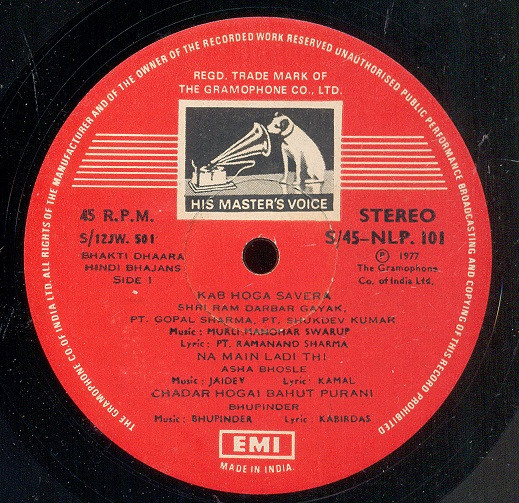 ALL RIGHTS OF THE MANUFACTURER AND OF THE OWNER OF THE RECORDED WORK RESERVED UNAUTHORISED PUBLIC PERFORMANCE BROADCASTING AND COPYING OF THIS RECORD PROHIBITED
THE GRAMOPHONE CO. OF INDIA LTD.
REGD. TRADE MARK OF
THE GRAMOPHONE CO., LTD.
HIS MASTER'S VOICE
45 R.P.M.
S/12JW. 501
BHAKTI DHAARA
HINDI BHAJANS
SIDE 1
STEREO
S/45-NLP. 101
℗ 1977
The Gramophone
Co. of India Ltd.
KAB HOGA SAVERA
SHRI RAM DARBAR GAYAK,
PT. GOPAL SHARMA, PT. SHUKDEV KUMAR
Music : MURLI MANOHAR SWARUP
Lyric : PT. RAMANAND SHARMA
NA MAIN LADI THI
ASHA BHOSLE
Music : JAIDEV Lyric : KAMAL
CHADAR HOGAI BAHUT PURANI
BHUPINDER
Music : BHUPINDER Lyric : KABIRDAS
EMI
MADE IN INDIA.